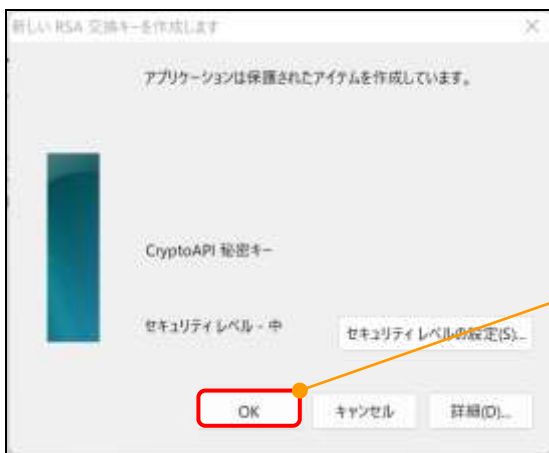 新しい RSA 交換キーを作成します
アプリケーションは保護されたアイテムを作成しています。
CryptoAPI 秘密キー
セキュリティ レベル - 中
セキュリティ レベルの設定(S)...
OK
キャンセル
詳細(D)...